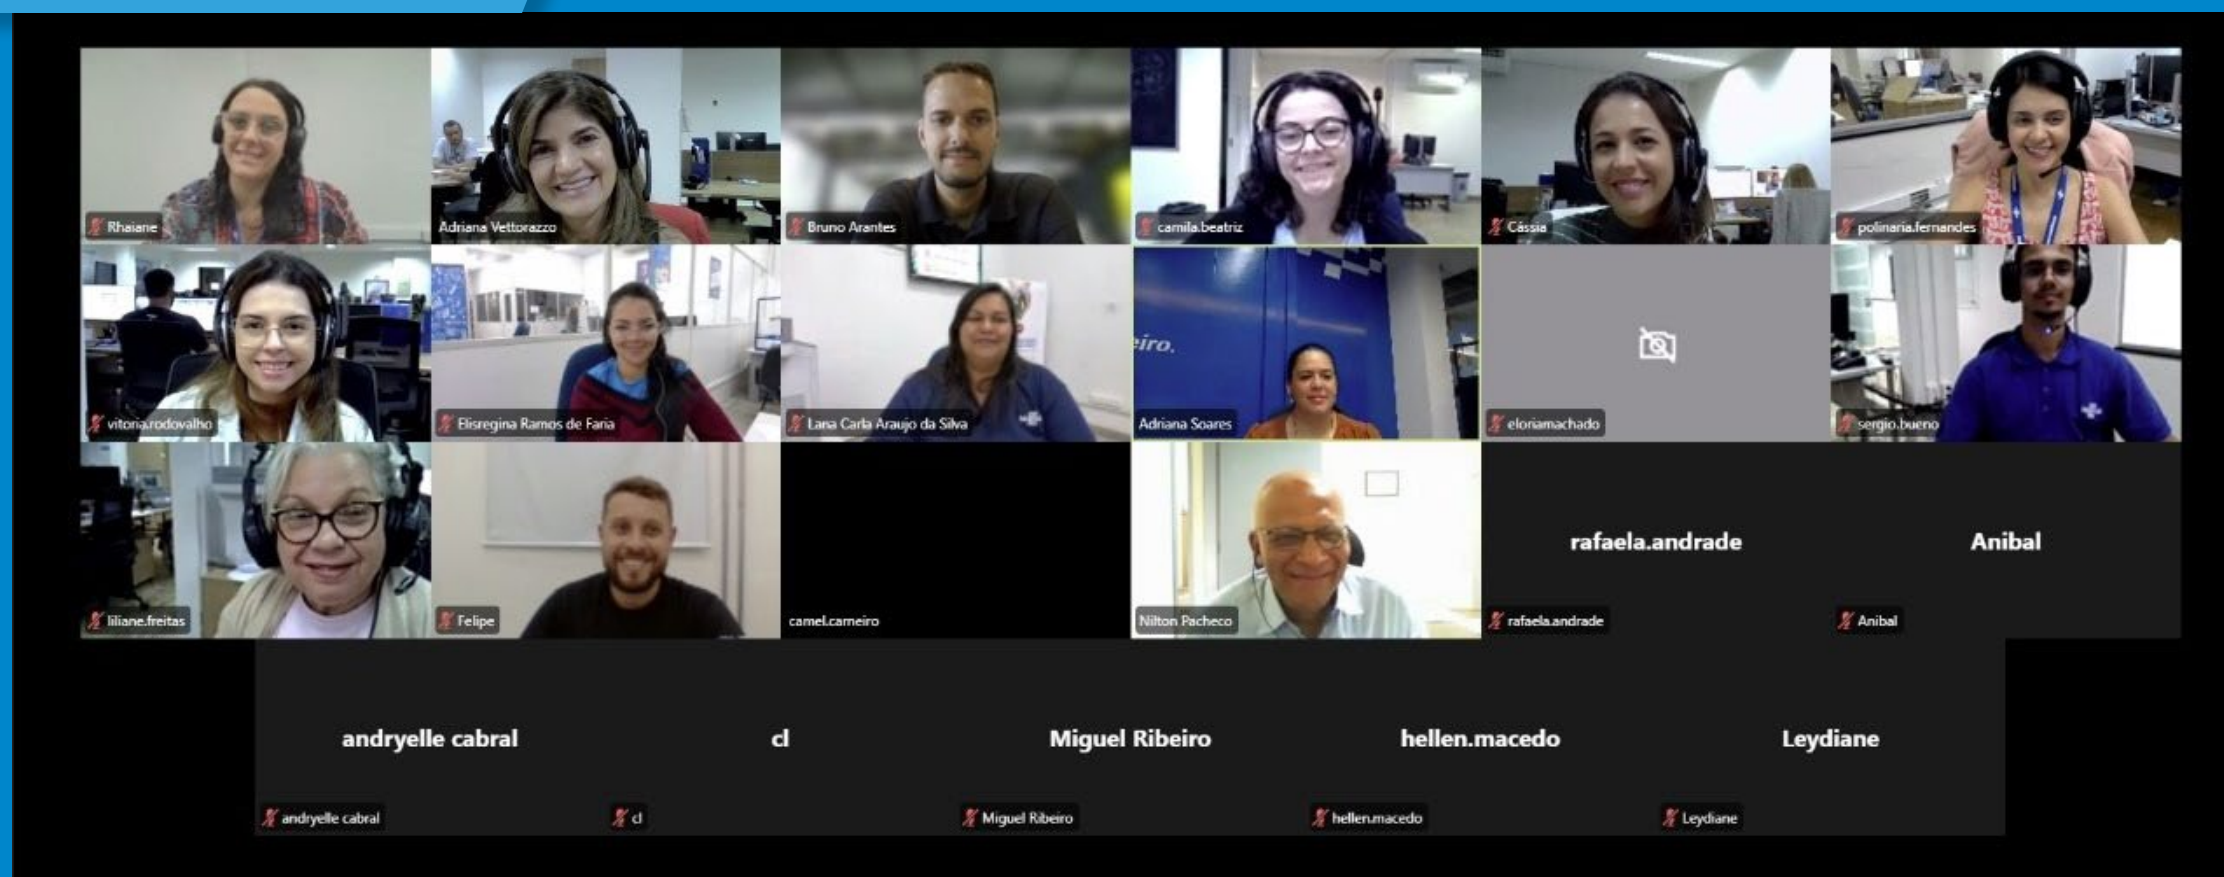 Rhaiane
Adriana Vettorazzo
Bruno Arantes
camila.beatriz
Cássia
polinaria.fernandes
vitoria.rodovalho
Elisregina Ramos de Faria
Lana Carla Araujo da Silva
eiro.
Adriana Soares
eloriamachado
sergio.bueno
liliane.freitas
Felipe
camel.carneiro
Nilton Pacheco
rafaela.andrade
rafaela.andrade
Anibal
Anibal
andryelle cabral
andryelle cabral
cl
cl
Miguel Ribeiro
Miguel Ribeiro
hellen.macedo
hellen.macedo
Leydiane
Leydiane